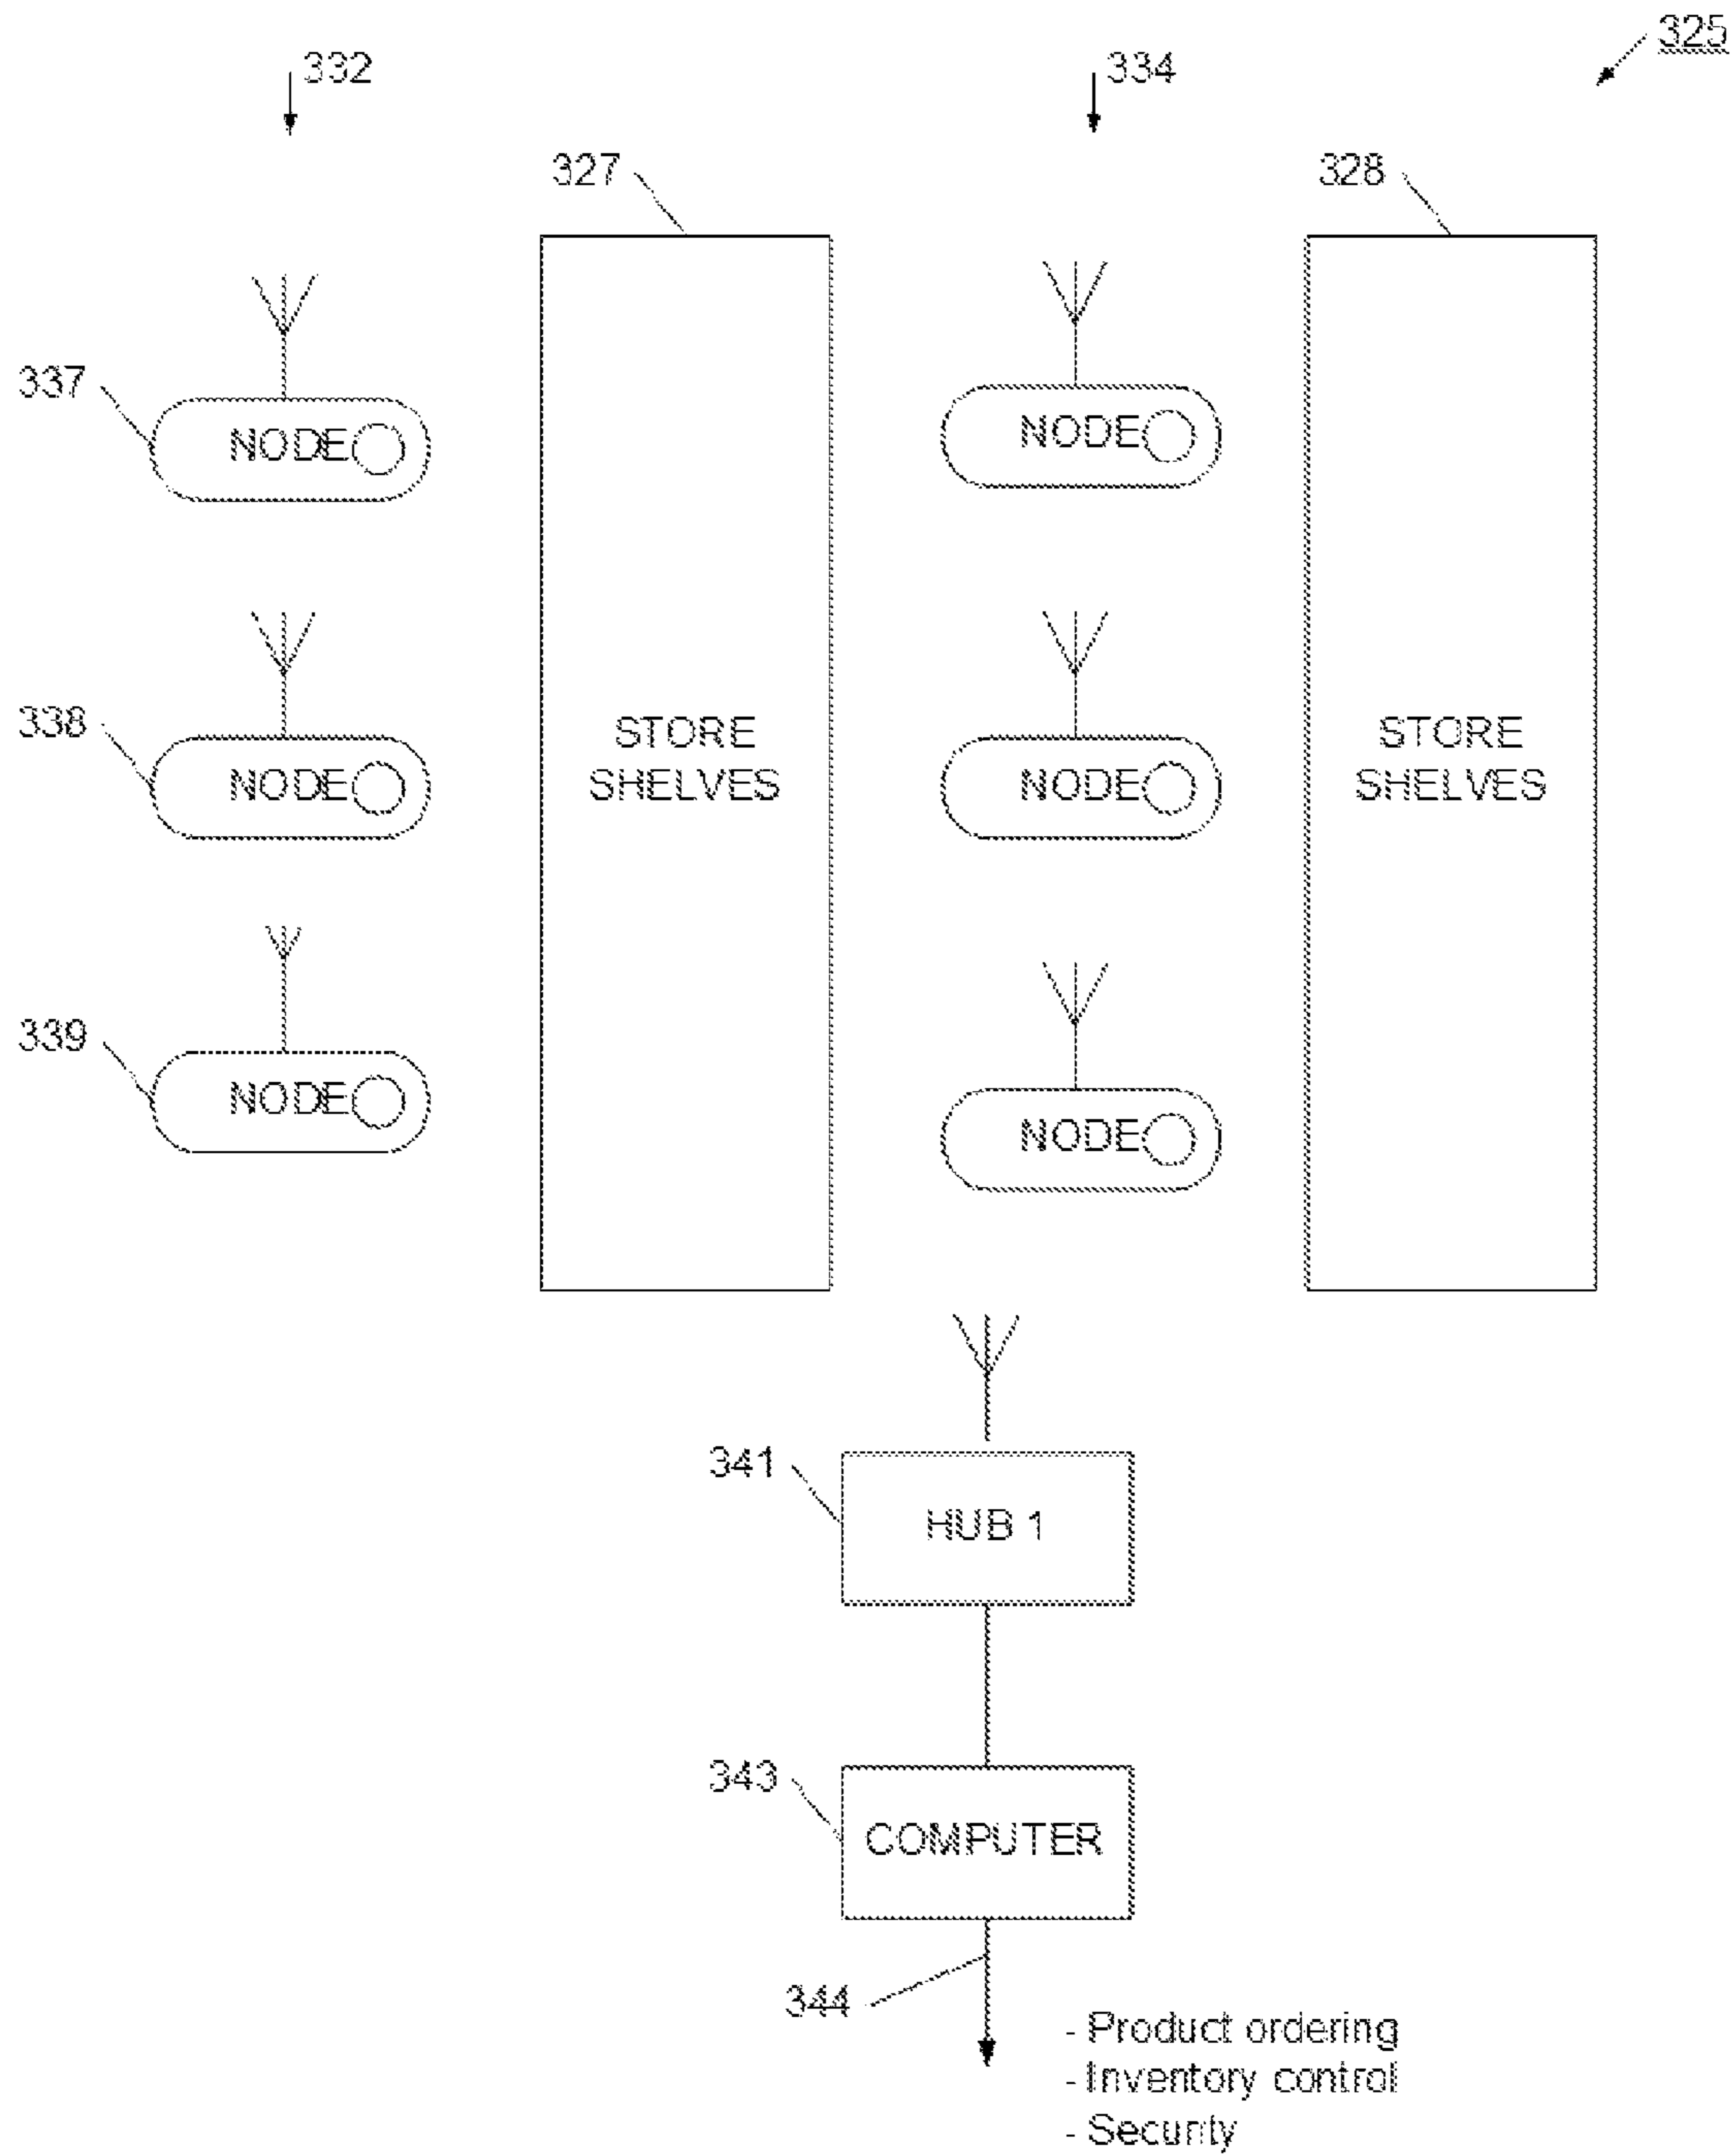 325
332
334
327
328
337
NODE
NODE
338
NODE
NODE
STORE
SHELVES
STORE
SHELVES
339
NODE
NODE
341
HUB 1
343
COMPUTER
344
- Product ordering
- Inventory control
- Security